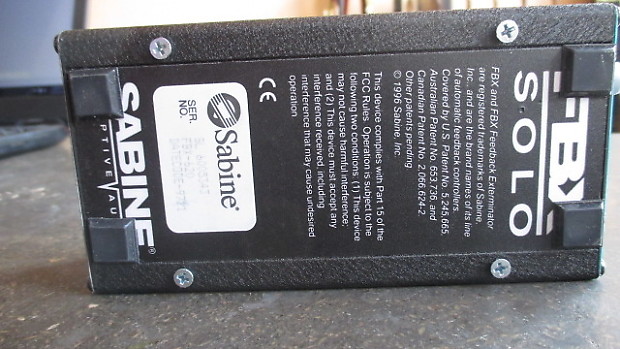 FBX
SOLO
FBX and FBX Feedback Exterminator
are registered trademarks of Sabine
Inc., and are the brand names of its line
of automatic feedback controllers.
Covered by U.S. Patent No. 5,245,665,
Australian Patent No. 653,736, and
Canadian Patent No. 2,066,624-2.
Other patents pending.
© 1996 Sabine, Inc.
This device complies with Part 15 of the
FCC Rules. Operation is subject to the
following two conditions: (1) This device
may not cause harmful interference,
and (2) This device must accept any
interference received, including
interference that may cause undesired
operation
CE
Sabine®
SER.
NO.
SABINE®